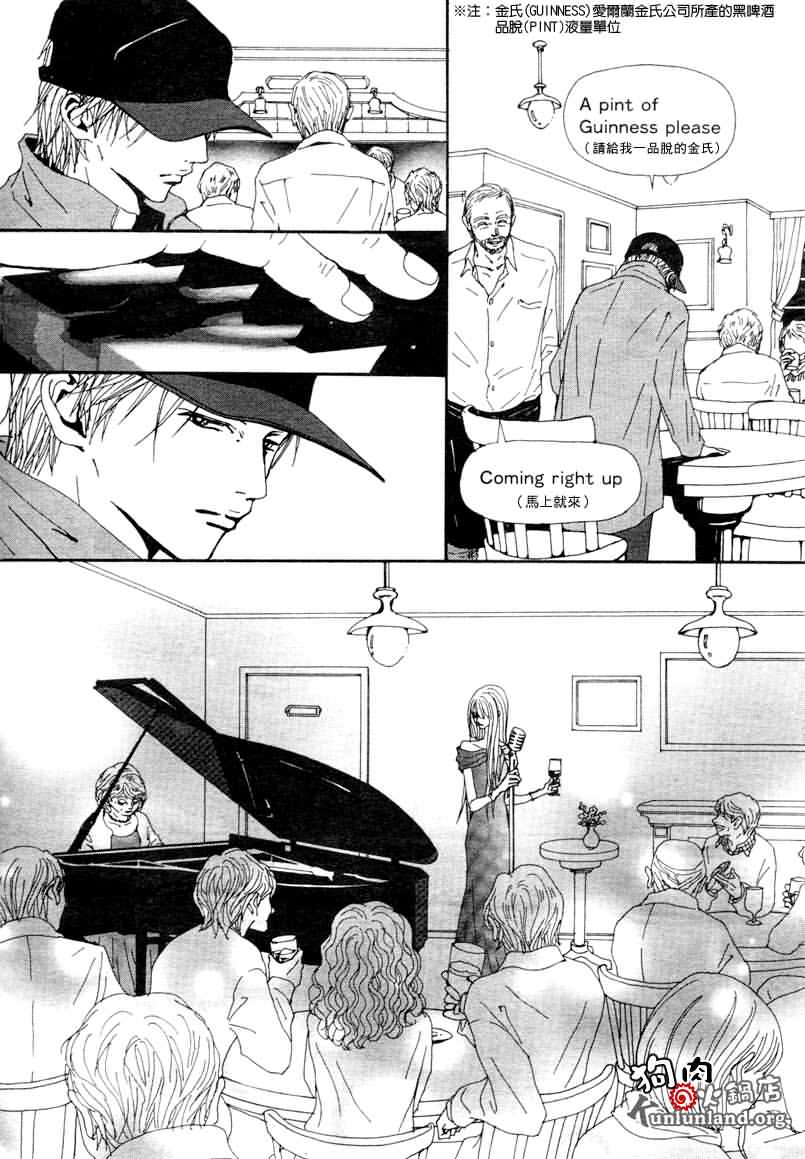 ※注：金氏(GUINNESS)愛爾蘭金氏公司所產的黑啤酒
品脫(PINT)液量單位
A pint of
Guinness please
（請給我一品脫的金氏）
Coming right up
（馬上就來）
狗肉
火鍋店
Kunlunland.org.